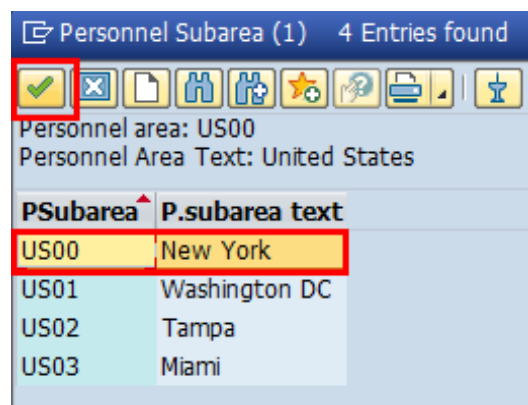 Personnel Subarea (1) 4 Entries found
Personnel area: US00
Personnel Area Text: United States
PSubarea P.subarea text
US00 New York
US01 Washington DC
US02 Tampa
US03 Miami